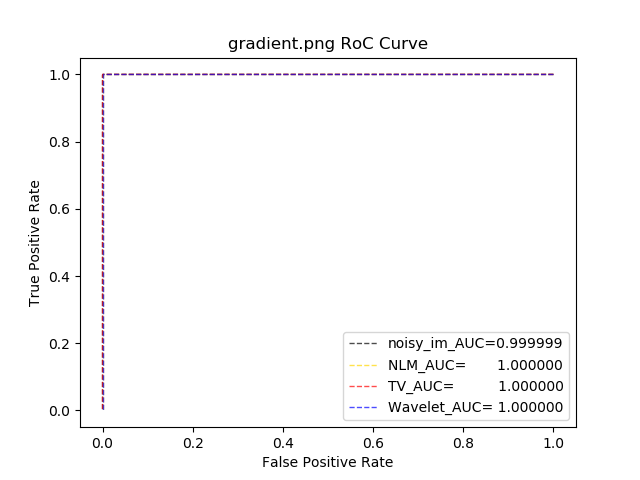 gradient.png RoC Curve
True Positive Rate
1.0
0.8
0.6
0.4
0.2
0.0
noisy_im_AUC=0.999999
NLM_AUC=       1.000000
TV_AUC=          1.000000
Wavelet_AUC= 1.000000
0.0 0.2 0.4 0.6 0.8 1.0
False Positive Rate